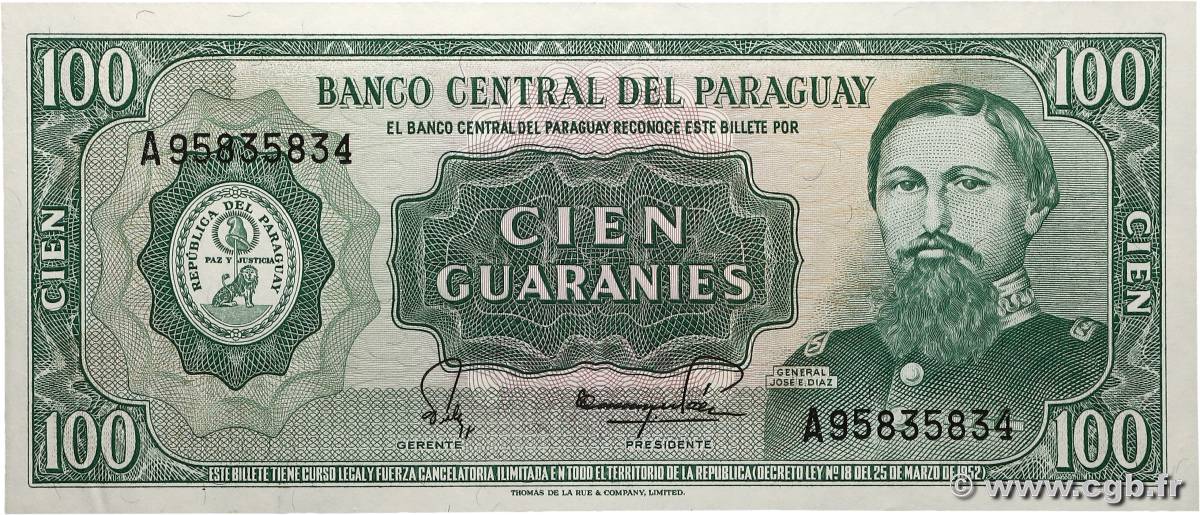 100
100
BANCO CENTRAL DEL PARAGUAY
EL BANCO CENTRAL DEL PARAGUAY RECONOCE ESTE BILLETE POR
A95835834
REPÚBLICA DEL PARAGUAY
PAZ Y JUSTICIA
CIEN
CIEN
CIEN
GUARANIES
GENERAL
JOSE E. DIAZ
GERENTE
PRESIDENTE
A95835834
100
100
ESTE BILLETE TIENE CURSO LEGAL Y FUERZA CANCELATORIA ILIMITADA EN TODO EL TERRITORIO DE LA REPUBLICA (DECRETO LEY Nº 18 DEL 25 DE MARZO DE 1952)
THOMAS DE LA RUE & COMPANY, LIMITED.
© www.cgb.fr